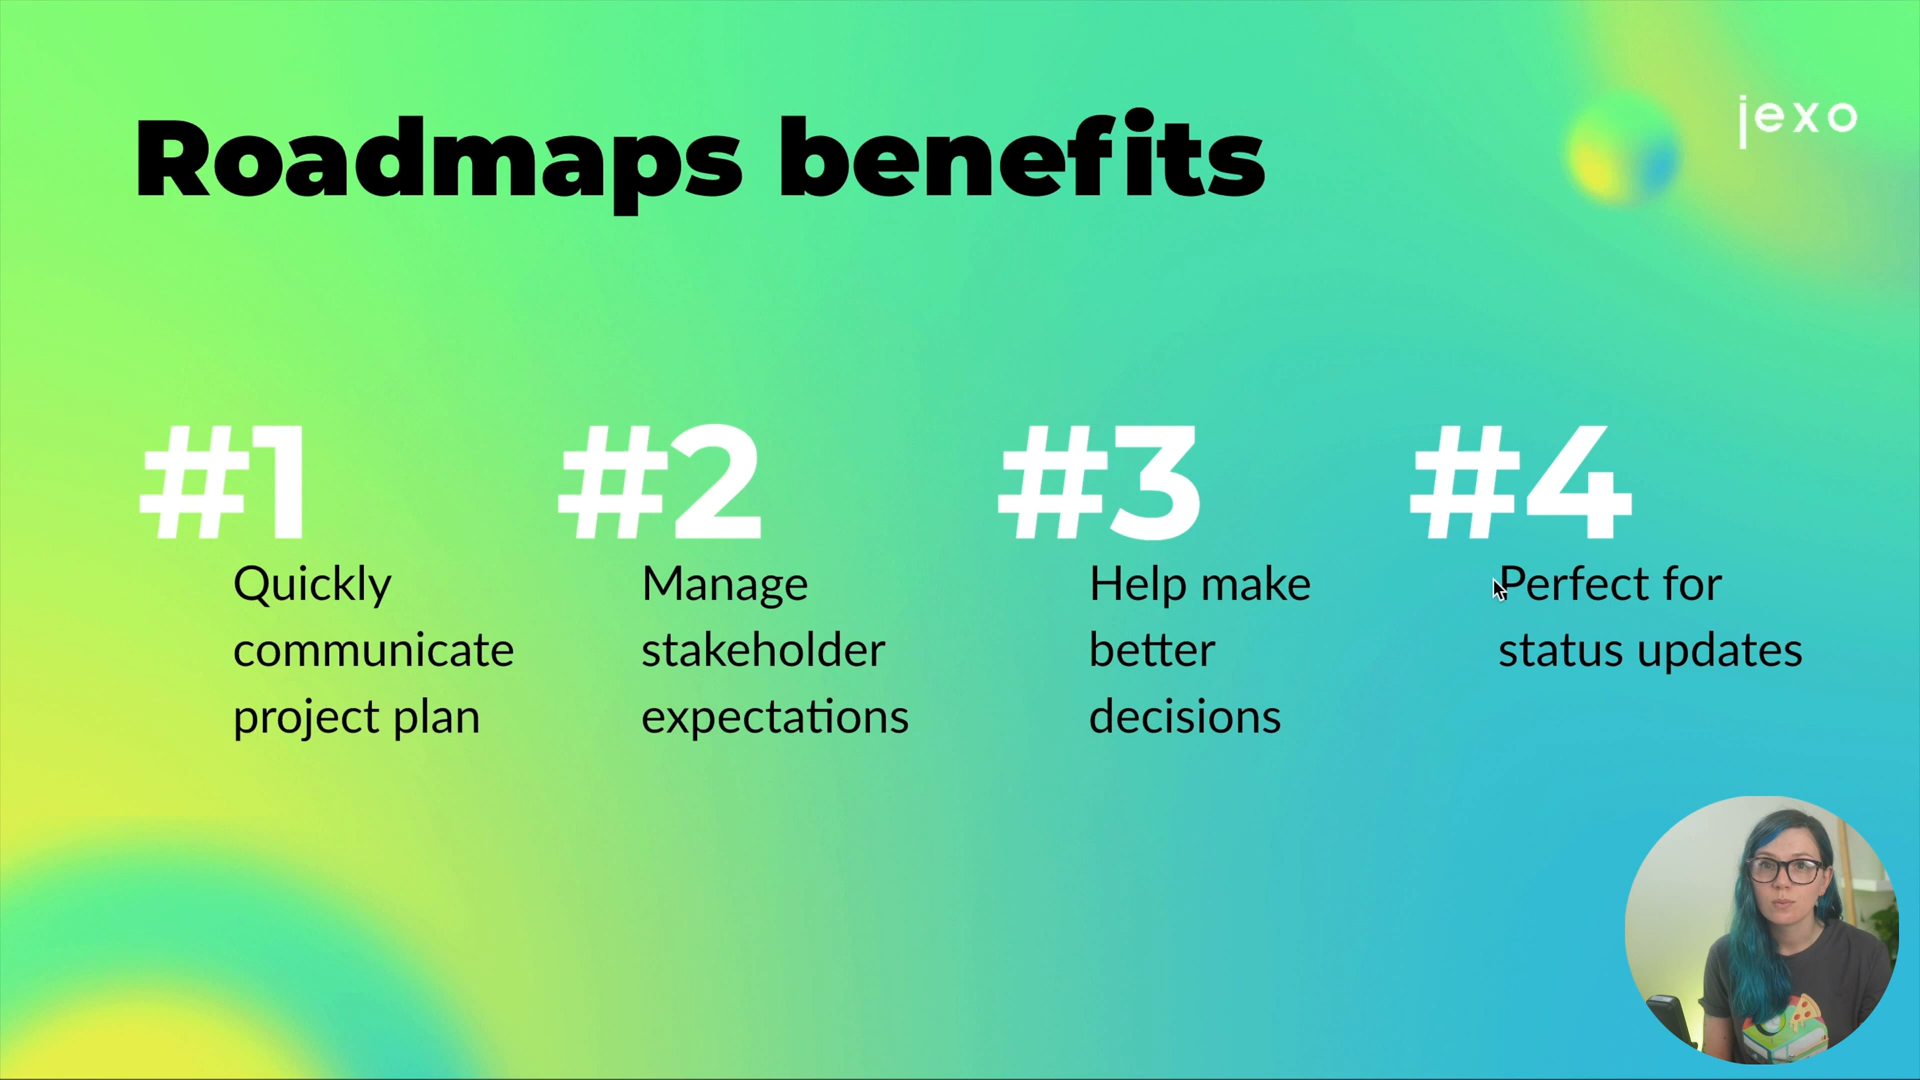 Roadmaps benefits
jexo
#1
Quickly
communicate
project plan
#2
Manage
stakeholder
expectations
#3
Help make
better
decisions
#4
Perfect for
status updates